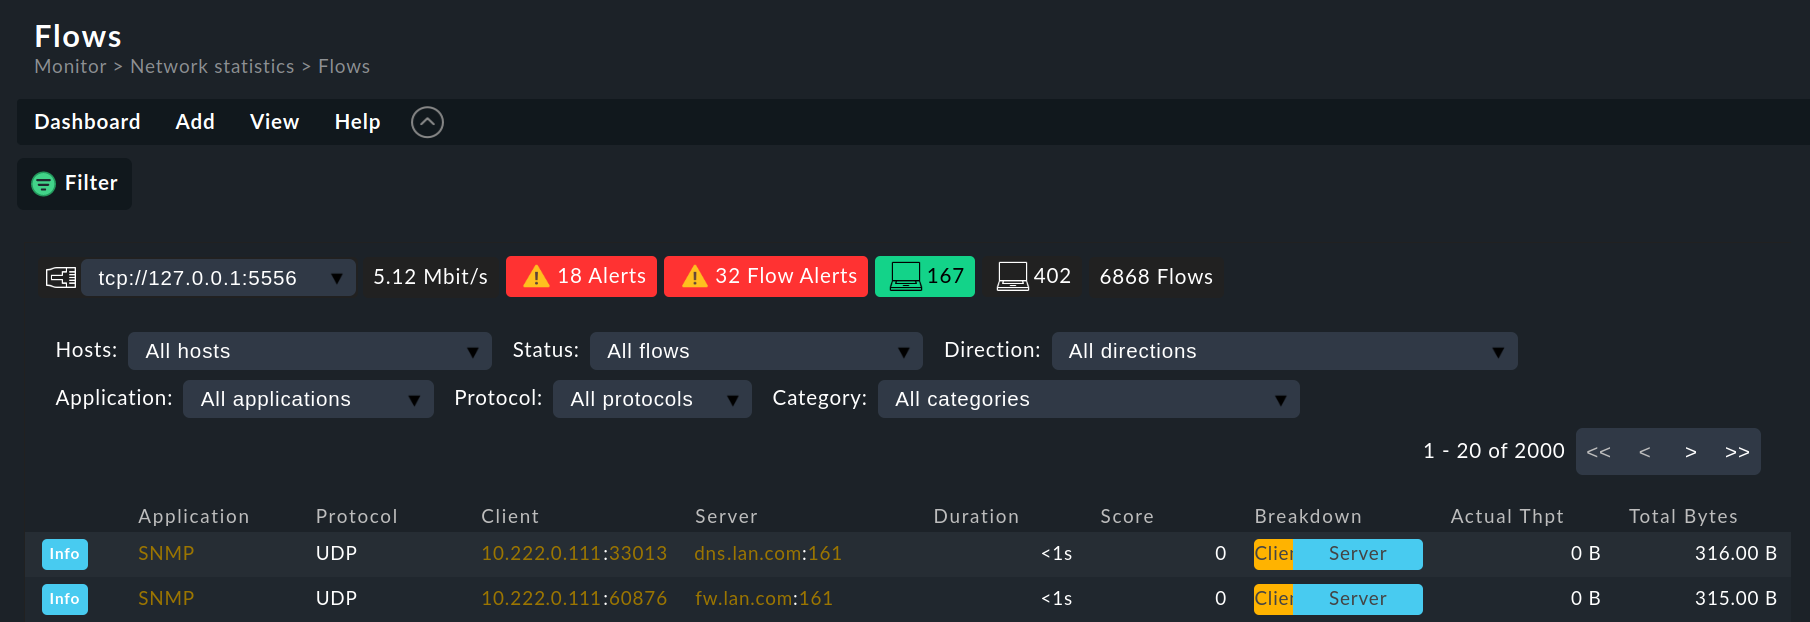 Flows
Monitor > Network statistics > Flows
Dashboard Add View Help
Filter
tcp://127.0.0.1:5556 5.12 Mbit/s 18 Alerts 32 Flow Alerts 167 402 6868 Flows
Hosts: All hosts Status: All flows Direction: All directions
Application: All applications Protocol: All protocols Category: All categories
1 - 20 of 2000 << < > >>
Application Protocol Client Server Duration Score Breakdown Actual Thpt Total Bytes
Info SNMP UDP 10.222.0.111:33013 dns.lan.com:161 <1s 0 Clier Server 0 B 316.00 B
Info SNMP UDP 10.222.0.111:60876 fw.lan.com:161 <1s 0 Clier Server 0 B 315.00 B